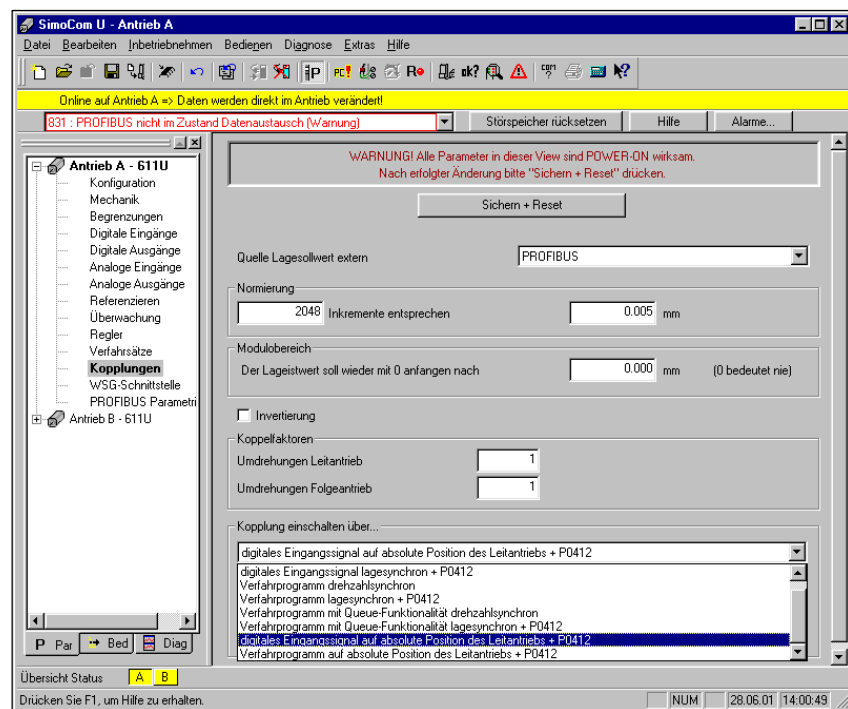 SimoCom U - Antrieb A
Datei Bearbeiten Inbetriebnehmen Bedienen Diagnose Extras Hilfe
Online auf Antrieb A => Daten werden direkt im Antrieb verändert!
831 : PROFIBUS nicht im Zustand Datenaustausch (Warnung) Störspeicher rücksetzen Hilfe Alarme...
Antrieb A - 611U
Konfiguration
Mechanik
Begrenzungen
Digitale Eingänge
Digitale Ausgänge
Analoge Eingänge
Analoge Ausgänge
Referenzieren
Überwachung
Regler
Verfahrsätze
Kopplungen
WSG-Schnittstelle
PROFIBUS Parametri
Antrieb B - 611U
P Par Bed Diag
WARNUNG! Alle Parameter in dieser View sind POWER-ON wirksam.
Nach erfolgter Änderung bitte "Sichern + Reset" drücken.
Sichern + Reset
Quelle Lagesollwert extern PROFIBUS
Normierung
2048 Inkremente entsprechen 0.005 mm
Modulobereich
Der Lageistwert soll wieder mit 0 anfangen nach 0.000 mm (0 bedeutet nie)
Invertierung
Koppelfaktoren
Umdrehungen Leitantrieb 1
Umdrehungen Folgeantrieb 1
Kopplung einschalten über...
digitales Eingangssignal auf absolute Position des Leitantriebs + P0412
digitales Eingangssignal lagesynchron + P0412
Verfahrprogramm drehzahlsynchron
Verfahrprogramm lagesynchron + P0412
Verfahrprogramm mit Queue-Funktionalität drehzahlsynchron
Verfahrprogramm mit Queue-Funktionalität lagesynchron + P0412
digitales Eingangssignal auf absolute Position des Leitantriebs + P0412
Verfahrprogramm auf absolute Position des Leitantriebs + P0412
Übersicht Status A B
Drücken Sie F1, um Hilfe zu erhalten. NUM 28.06.01 14:00:49